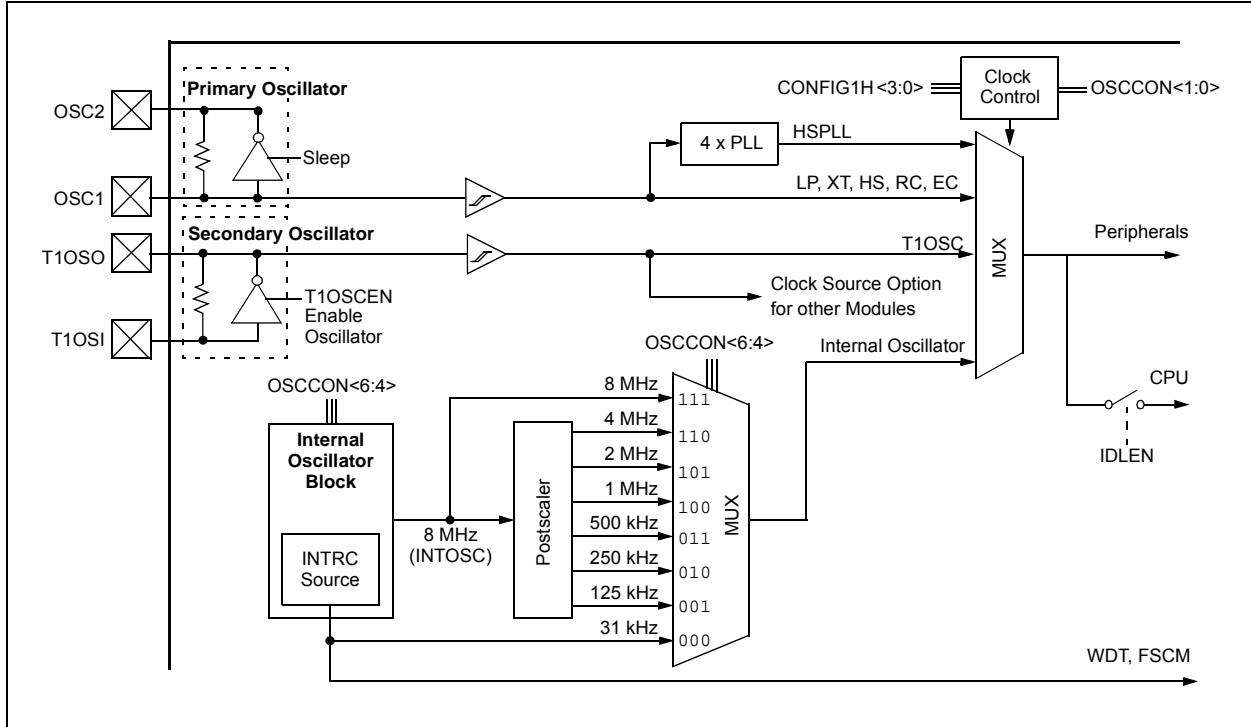 Primary Oscillator
OSC2
Sleep
OSC1
Secondary Oscillator
T1OSO
T1OSCEN
Enable
Oscillator
T1OSI
4 x PLL
HSPLL
LP, XT, HS, RC, EC
T1OSC
Clock Source Option
for other Modules
CONFIG1H <3:0>
Clock
Control
OSCCON<1:0>
MUX
Peripherals
CPU
IDLEN
Internal Oscillator
OSCCON<6:4>
OSCCON<6:4>
Internal
Oscillator
Block
INTRC
Source
8 MHz
(INTOSC)
Postscaler
8 MHz
111
4 MHz
110
2 MHz
101
1 MHz
100
500 kHz
011
250 kHz
010
125 kHz
001
31 kHz
000
MUX
WDT, FSCM